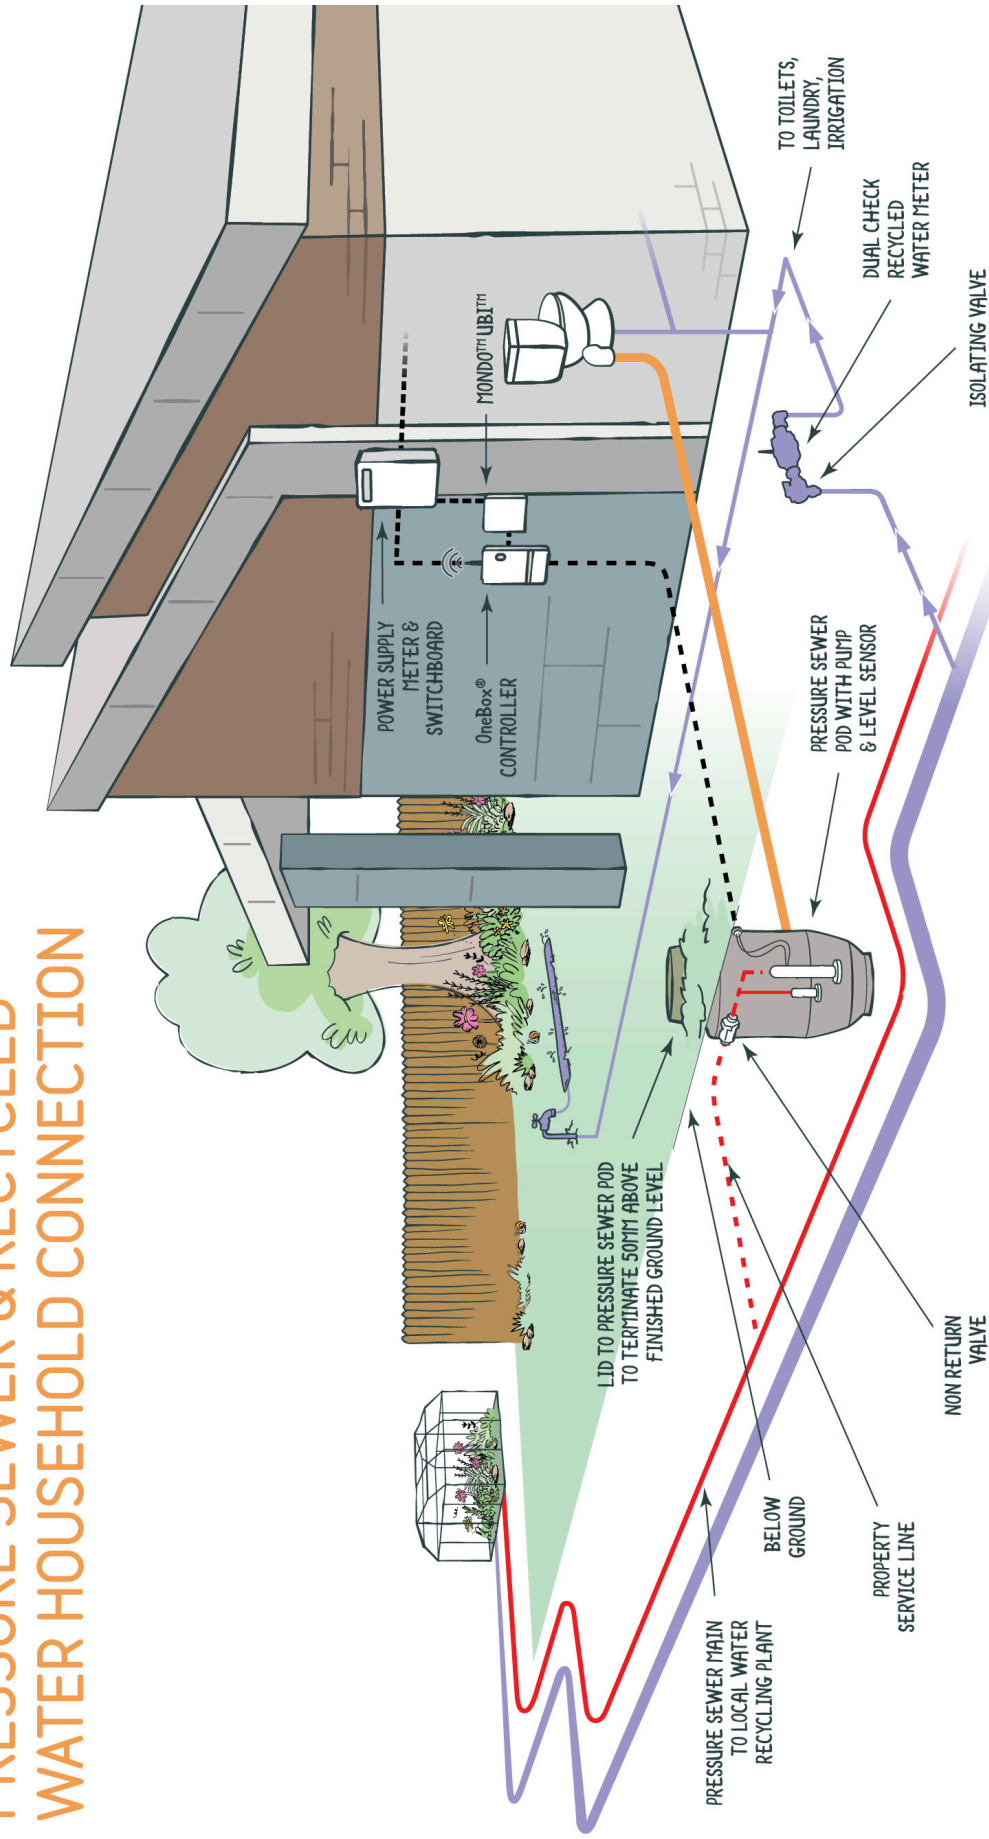 PRESSURE SEWER & RECYCLED
WATER HOUSEHOLD CONNECTION
POWER SUPPLY
METER &
SWITCHBOARD
OneBox®
CONTROLLER
MONDO™ UBI™
TO TOILETS,
LAUNDRY,
IRRIGATION
DUAL CHECK
RECYCLED
WATER METER
ISOLATING VALVE
PRESSURE SEWER
POD WITH PUMP
& LEVEL SENSOR
LID TO PRESSURE SEWER POD
TO TERMINATE 50MM ABOVE
FINISHED GROUND LEVEL
PRESSURE SEWER MAIN
TO LOCAL WATER
RECYCLING PLANT
BELOW
GROUND
PROPERTY
SERVICE LINE
NON RETURN
VALVE